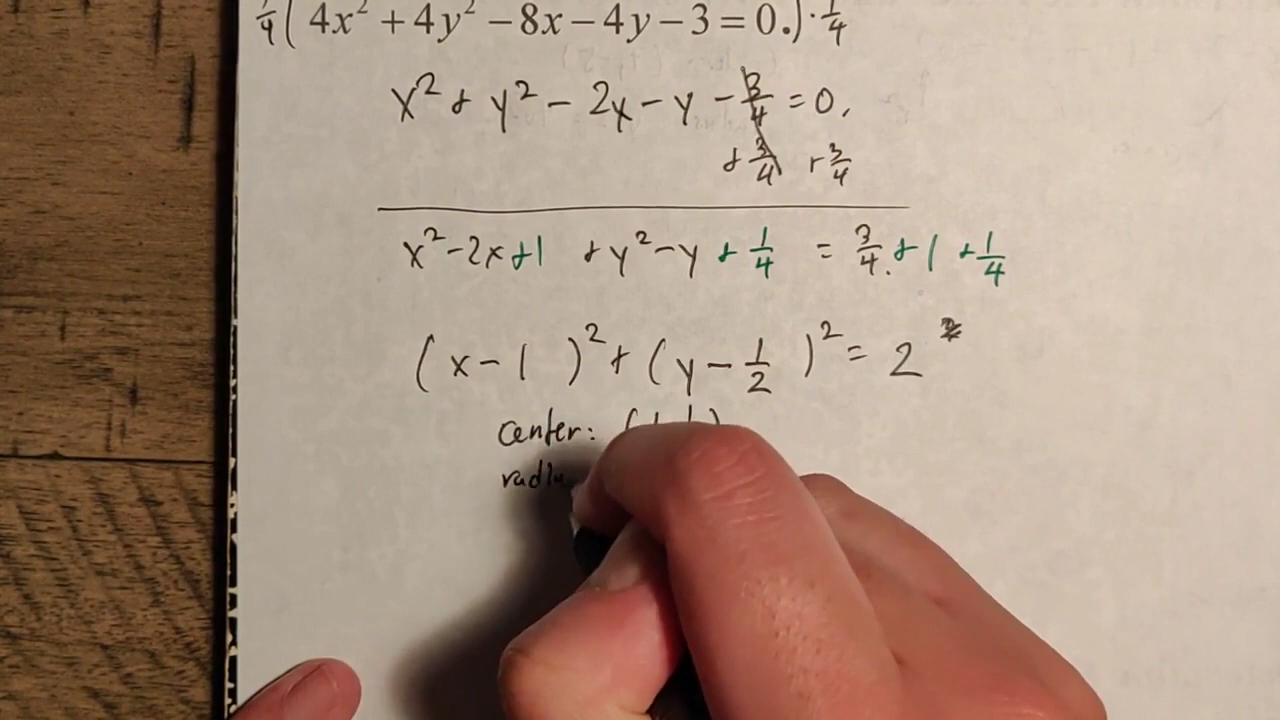 1/4( 4x² + 4y² − 8x − 4y − 3 = 0.)·1/4
x² + y² − 2x − y − 3/4 = 0,
+3/4 +3/4
x² − 2x + 1 + y² − y + 1/4 = 3/4 + 1 + 1/4
( x − 1 )² + ( y − 1/2 )² = 2
center: